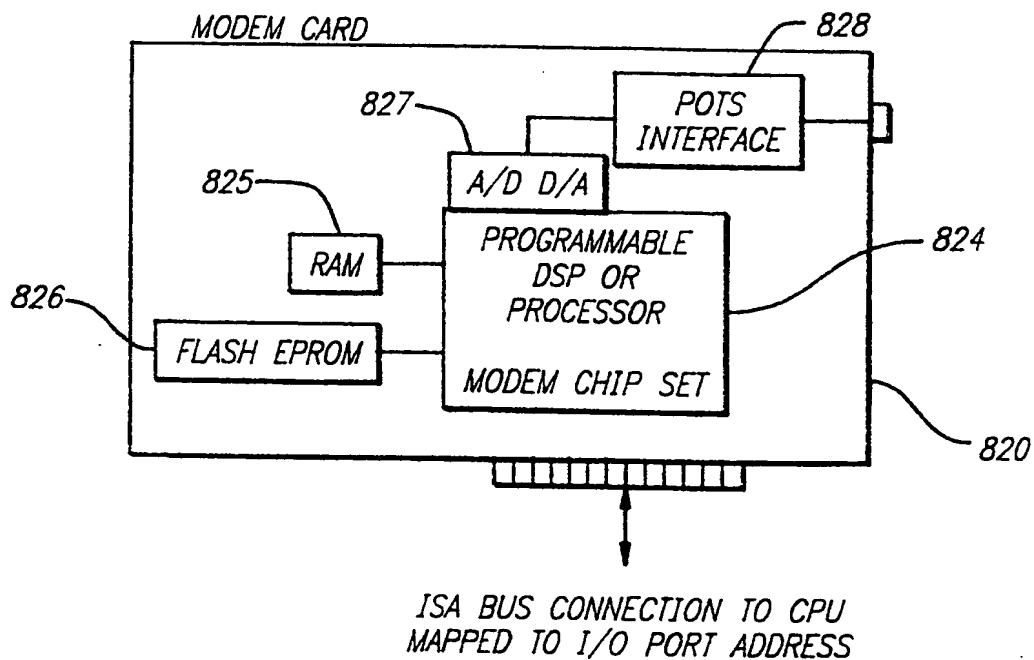 MODEM CARD
828
POTS
INTERFACE
827
A/D D/A
825
RAM
PROGRAMMABLE
DSP OR
PROCESSOR
824
826
FLASH EPROM
MODEM CHIP SET
820
ISA BUS CONNECTION TO CPU
MAPPED TO I/O PORT ADDRESS